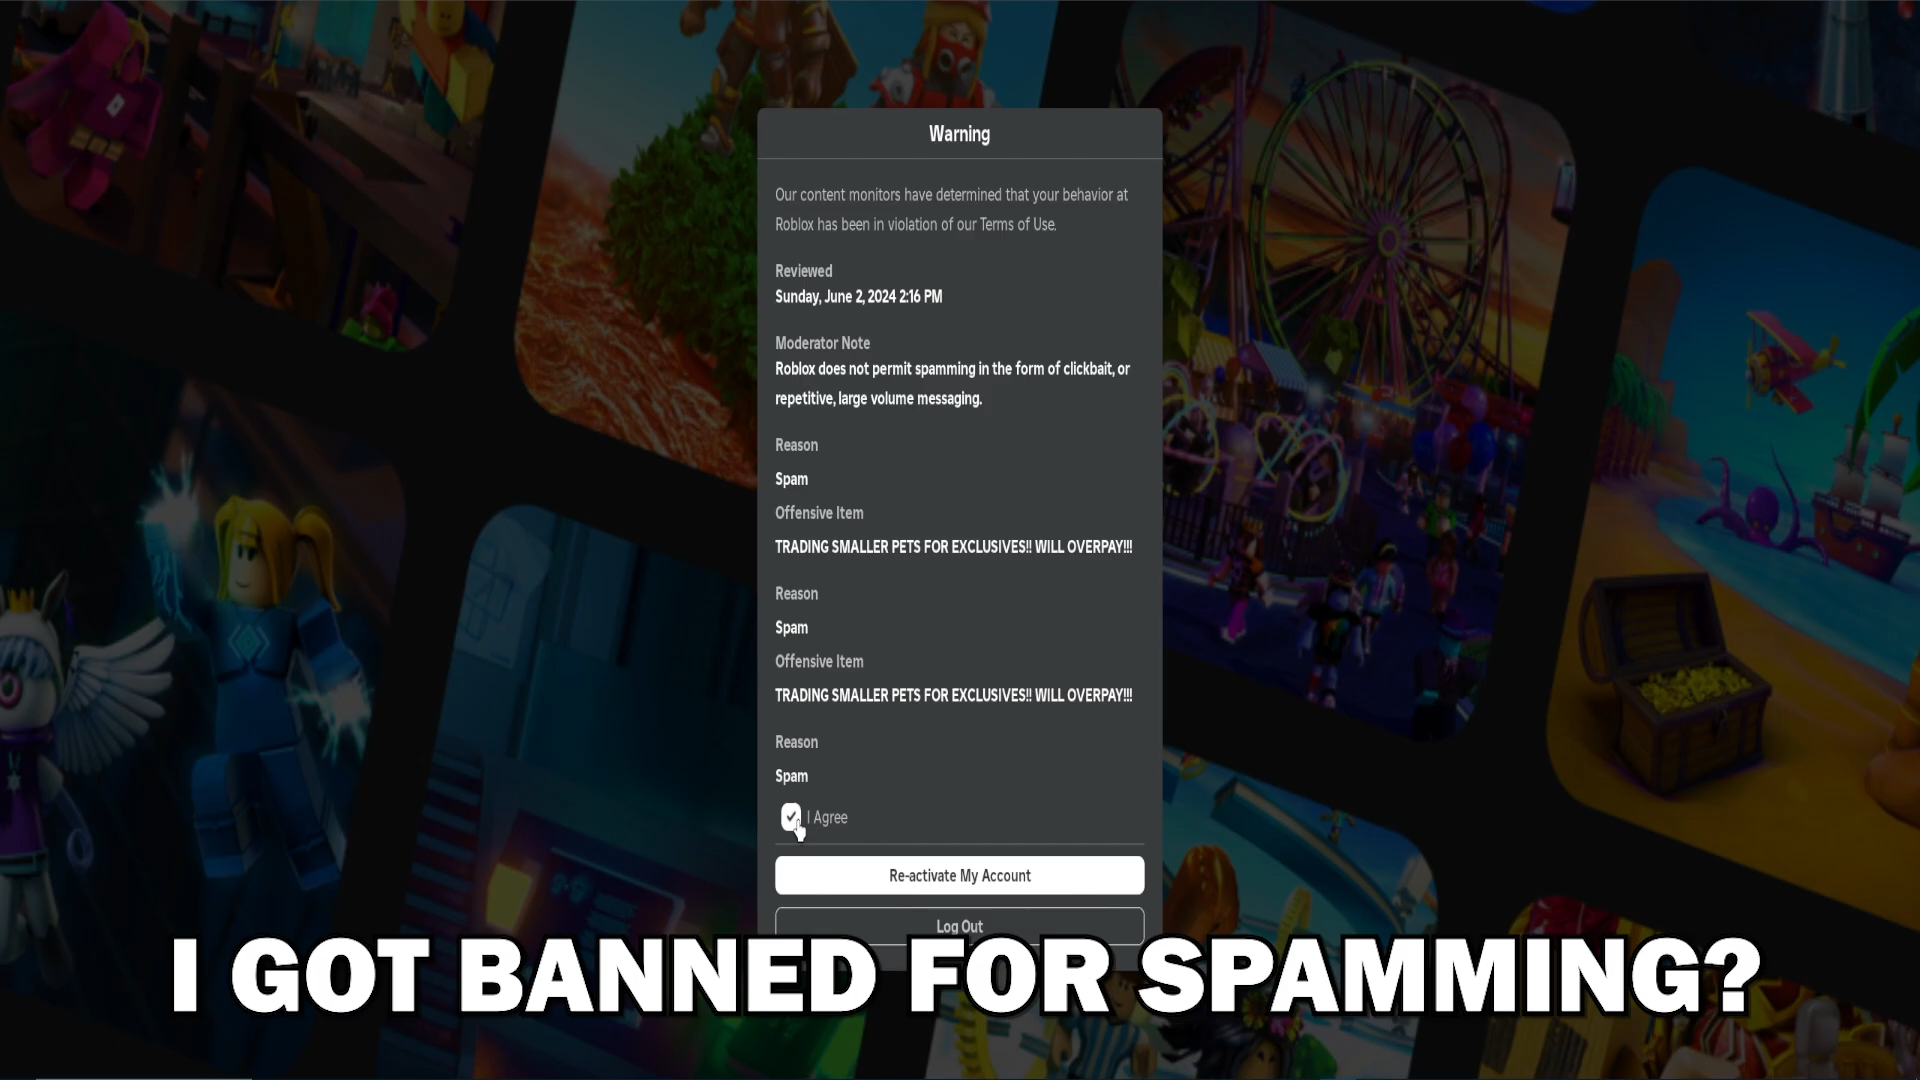 Warning
Our content monitors have determined that your behavior at
Roblox has been in violation of our Terms of Use.
Reviewed
Sunday, June 2, 2024 2:16 PM
Moderator Note
Roblox does not permit spamming in the form of clickbait, or
repetitive, large volume messaging.
Reason
Spam
Offensive Item
TRADING SMALLER PETS FOR EXCLUSIVES!! WILL OVERPAY!!!
Reason
Spam
Offensive Item
TRADING SMALLER PETS FOR EXCLUSIVES!! WILL OVERPAY!!!
Reason
Spam
I Agree
Re-activate My Account
Log Out
I GOT BANNED FOR SPAMMING?